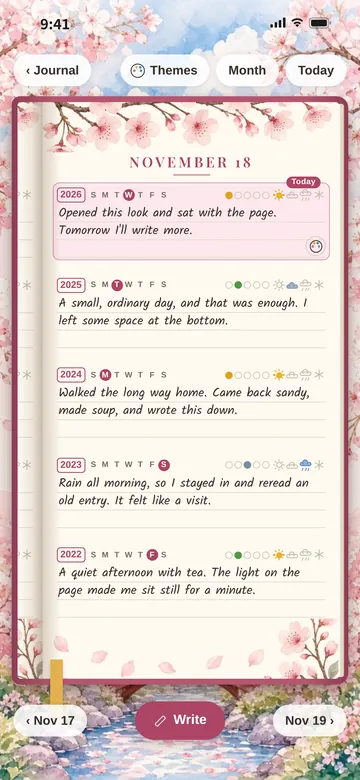 9:41
‹ Journal
Themes
Month
Today
NOVEMBER 18
Today
2026 S M T W T F S
Opened this look and sat with the page.
Tomorrow I'll write more.
2025 S M T W T F S
A small, ordinary day, and that was enough. I
left some space at the bottom.
2024 S M T W T F S
Walked the long way home. Came back sandy,
made soup, and wrote this down.
2023 S M T W T F S
Rain all morning, so I stayed in and reread an
old entry. It felt like a visit.
2022 S M T W T F S
A quiet afternoon with tea. The light on the
page made me sit still for a minute.
‹ Nov 17
Write
Nov 19 ›